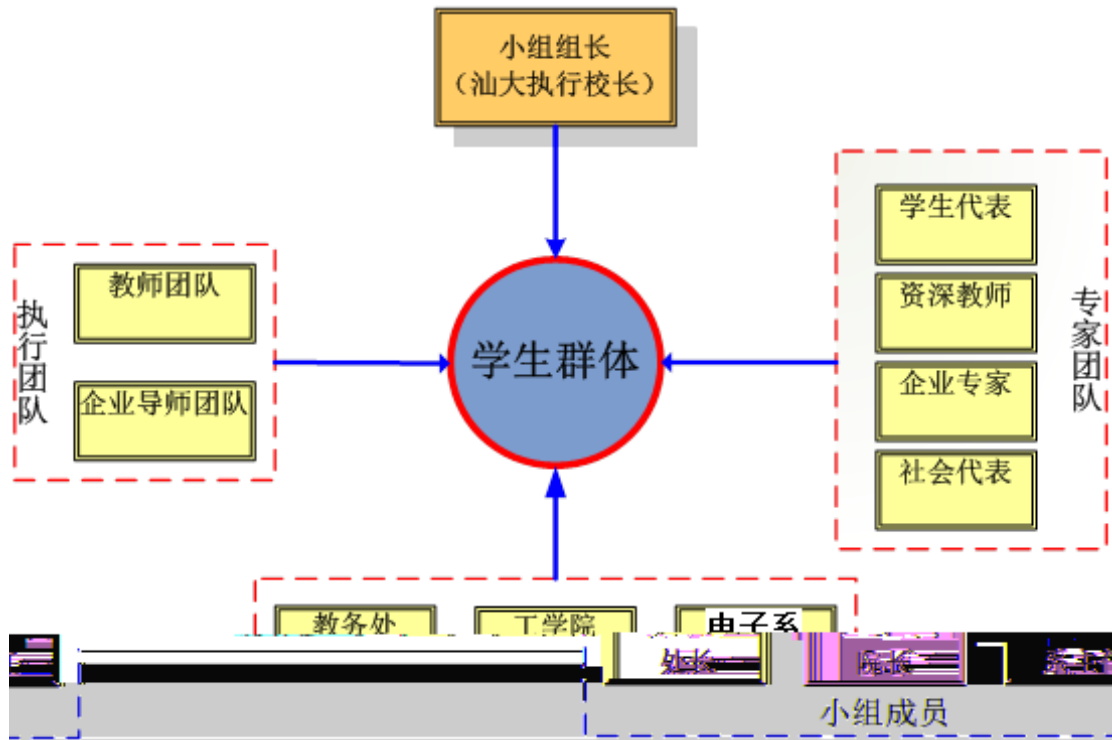 小组组长
(汕大执行校长)
学生代表
资深教师
企业专家
社会代表
专家团队
执行团队
教师团队
企业导师团队
学生群体
教务处
工学院
电子系
处长
院长
小组成员